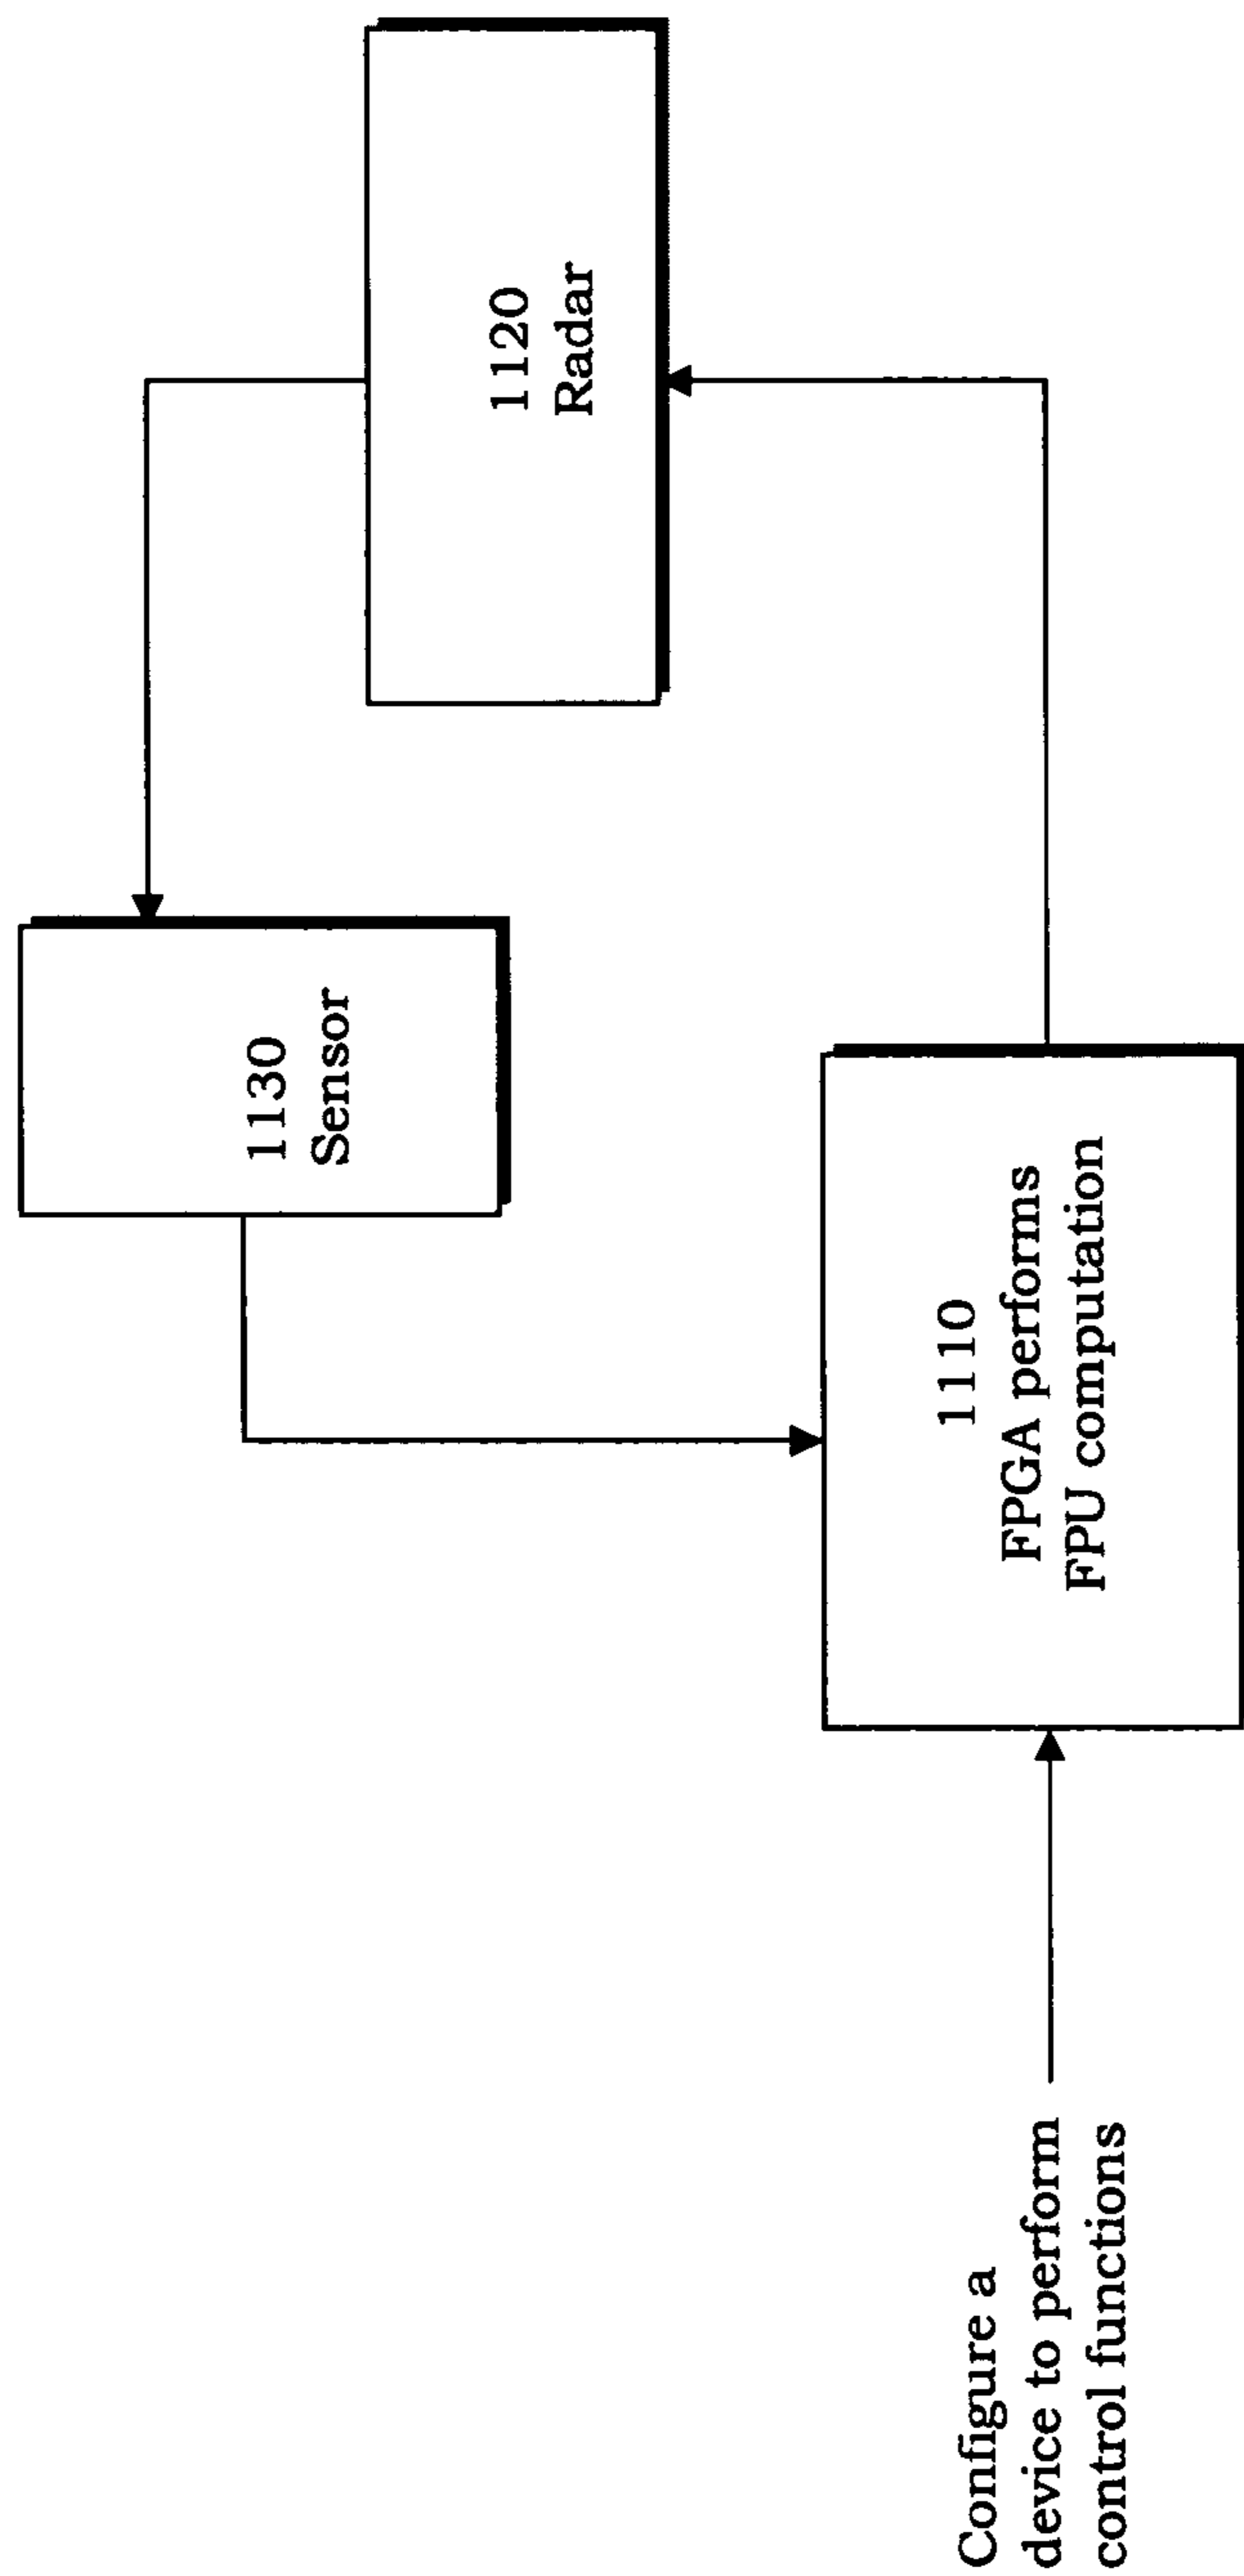 Configure a
device to perform
control functions
1110
FPGA performs
FPU computation
1130
Sensor
1120
Radar